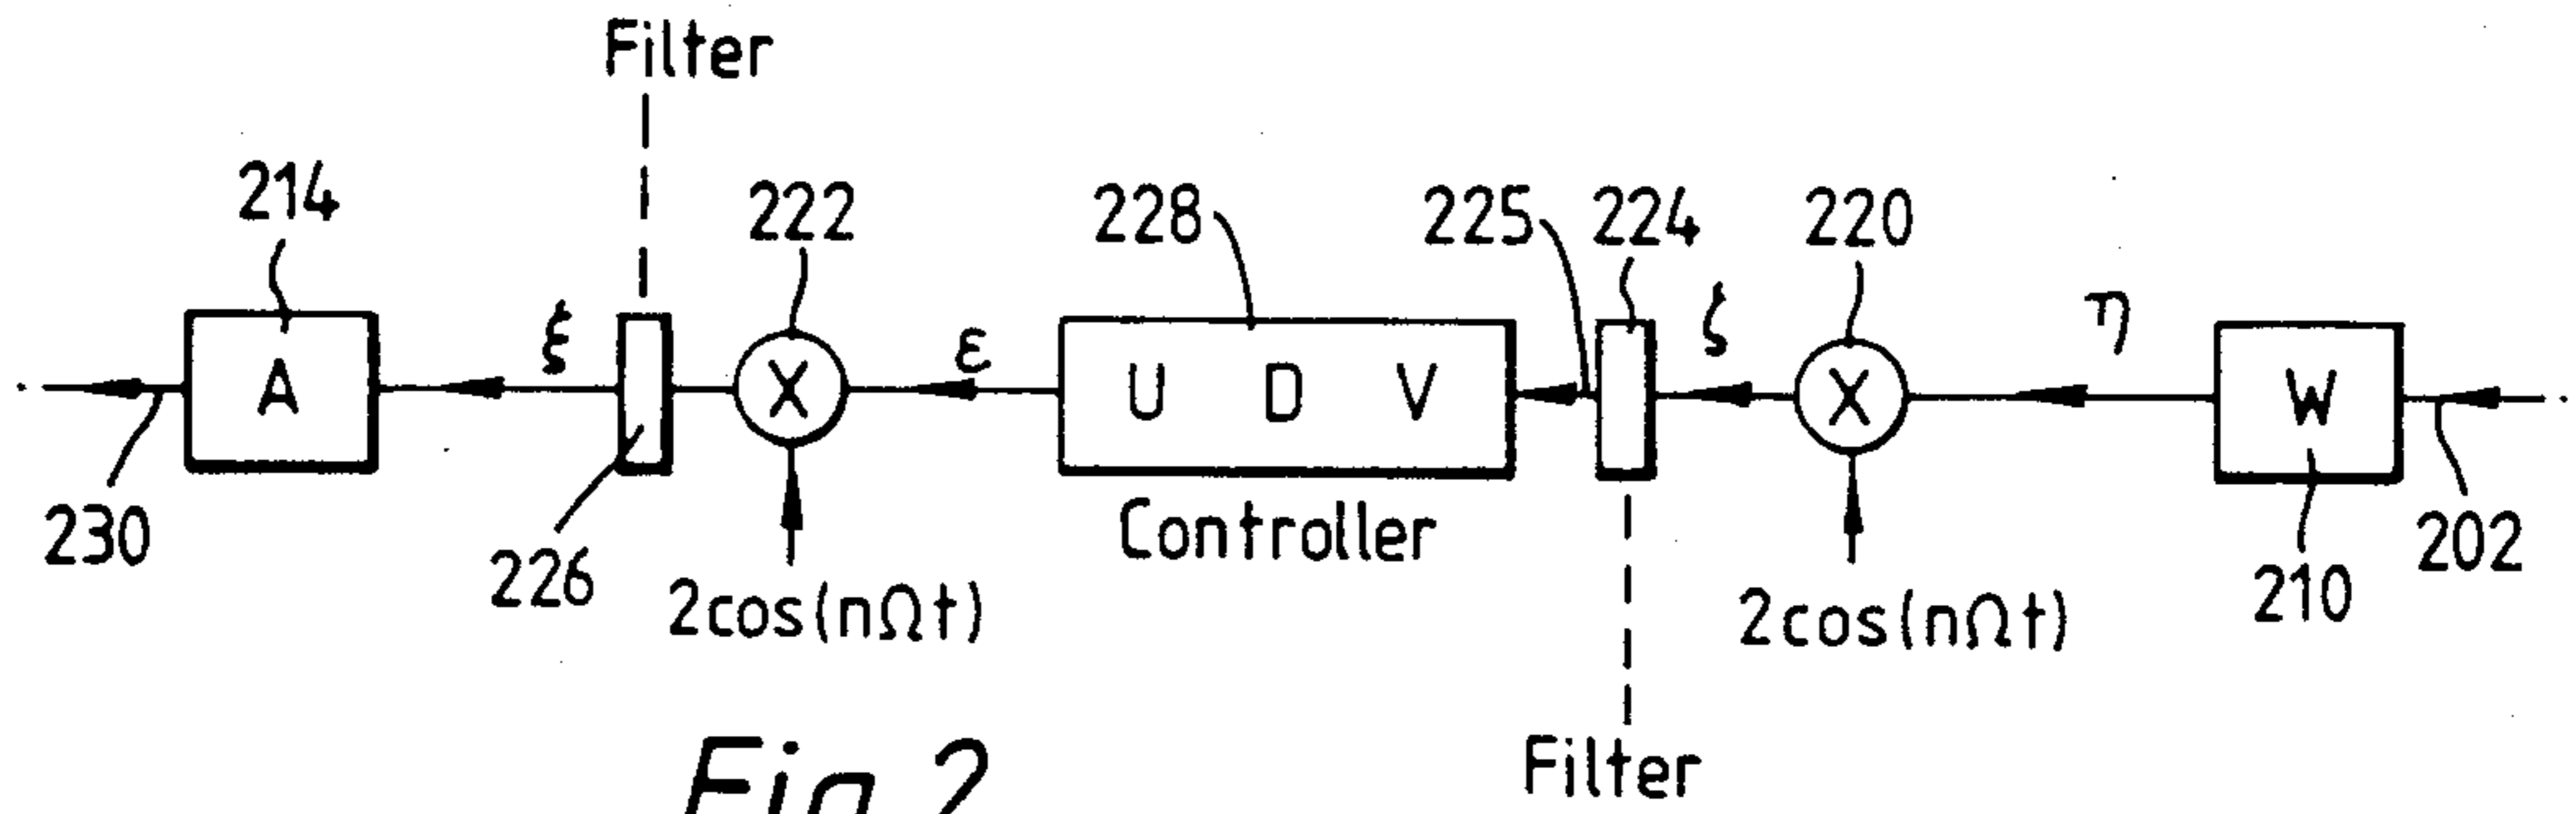 Filter
214
222
228
225
224
220
ξ
ε
ζ
η
A
X
U D V
X
W
230
226
2cos(nΩt)
Controller
2cos(nΩt)
210
202
Filter
Fig.2